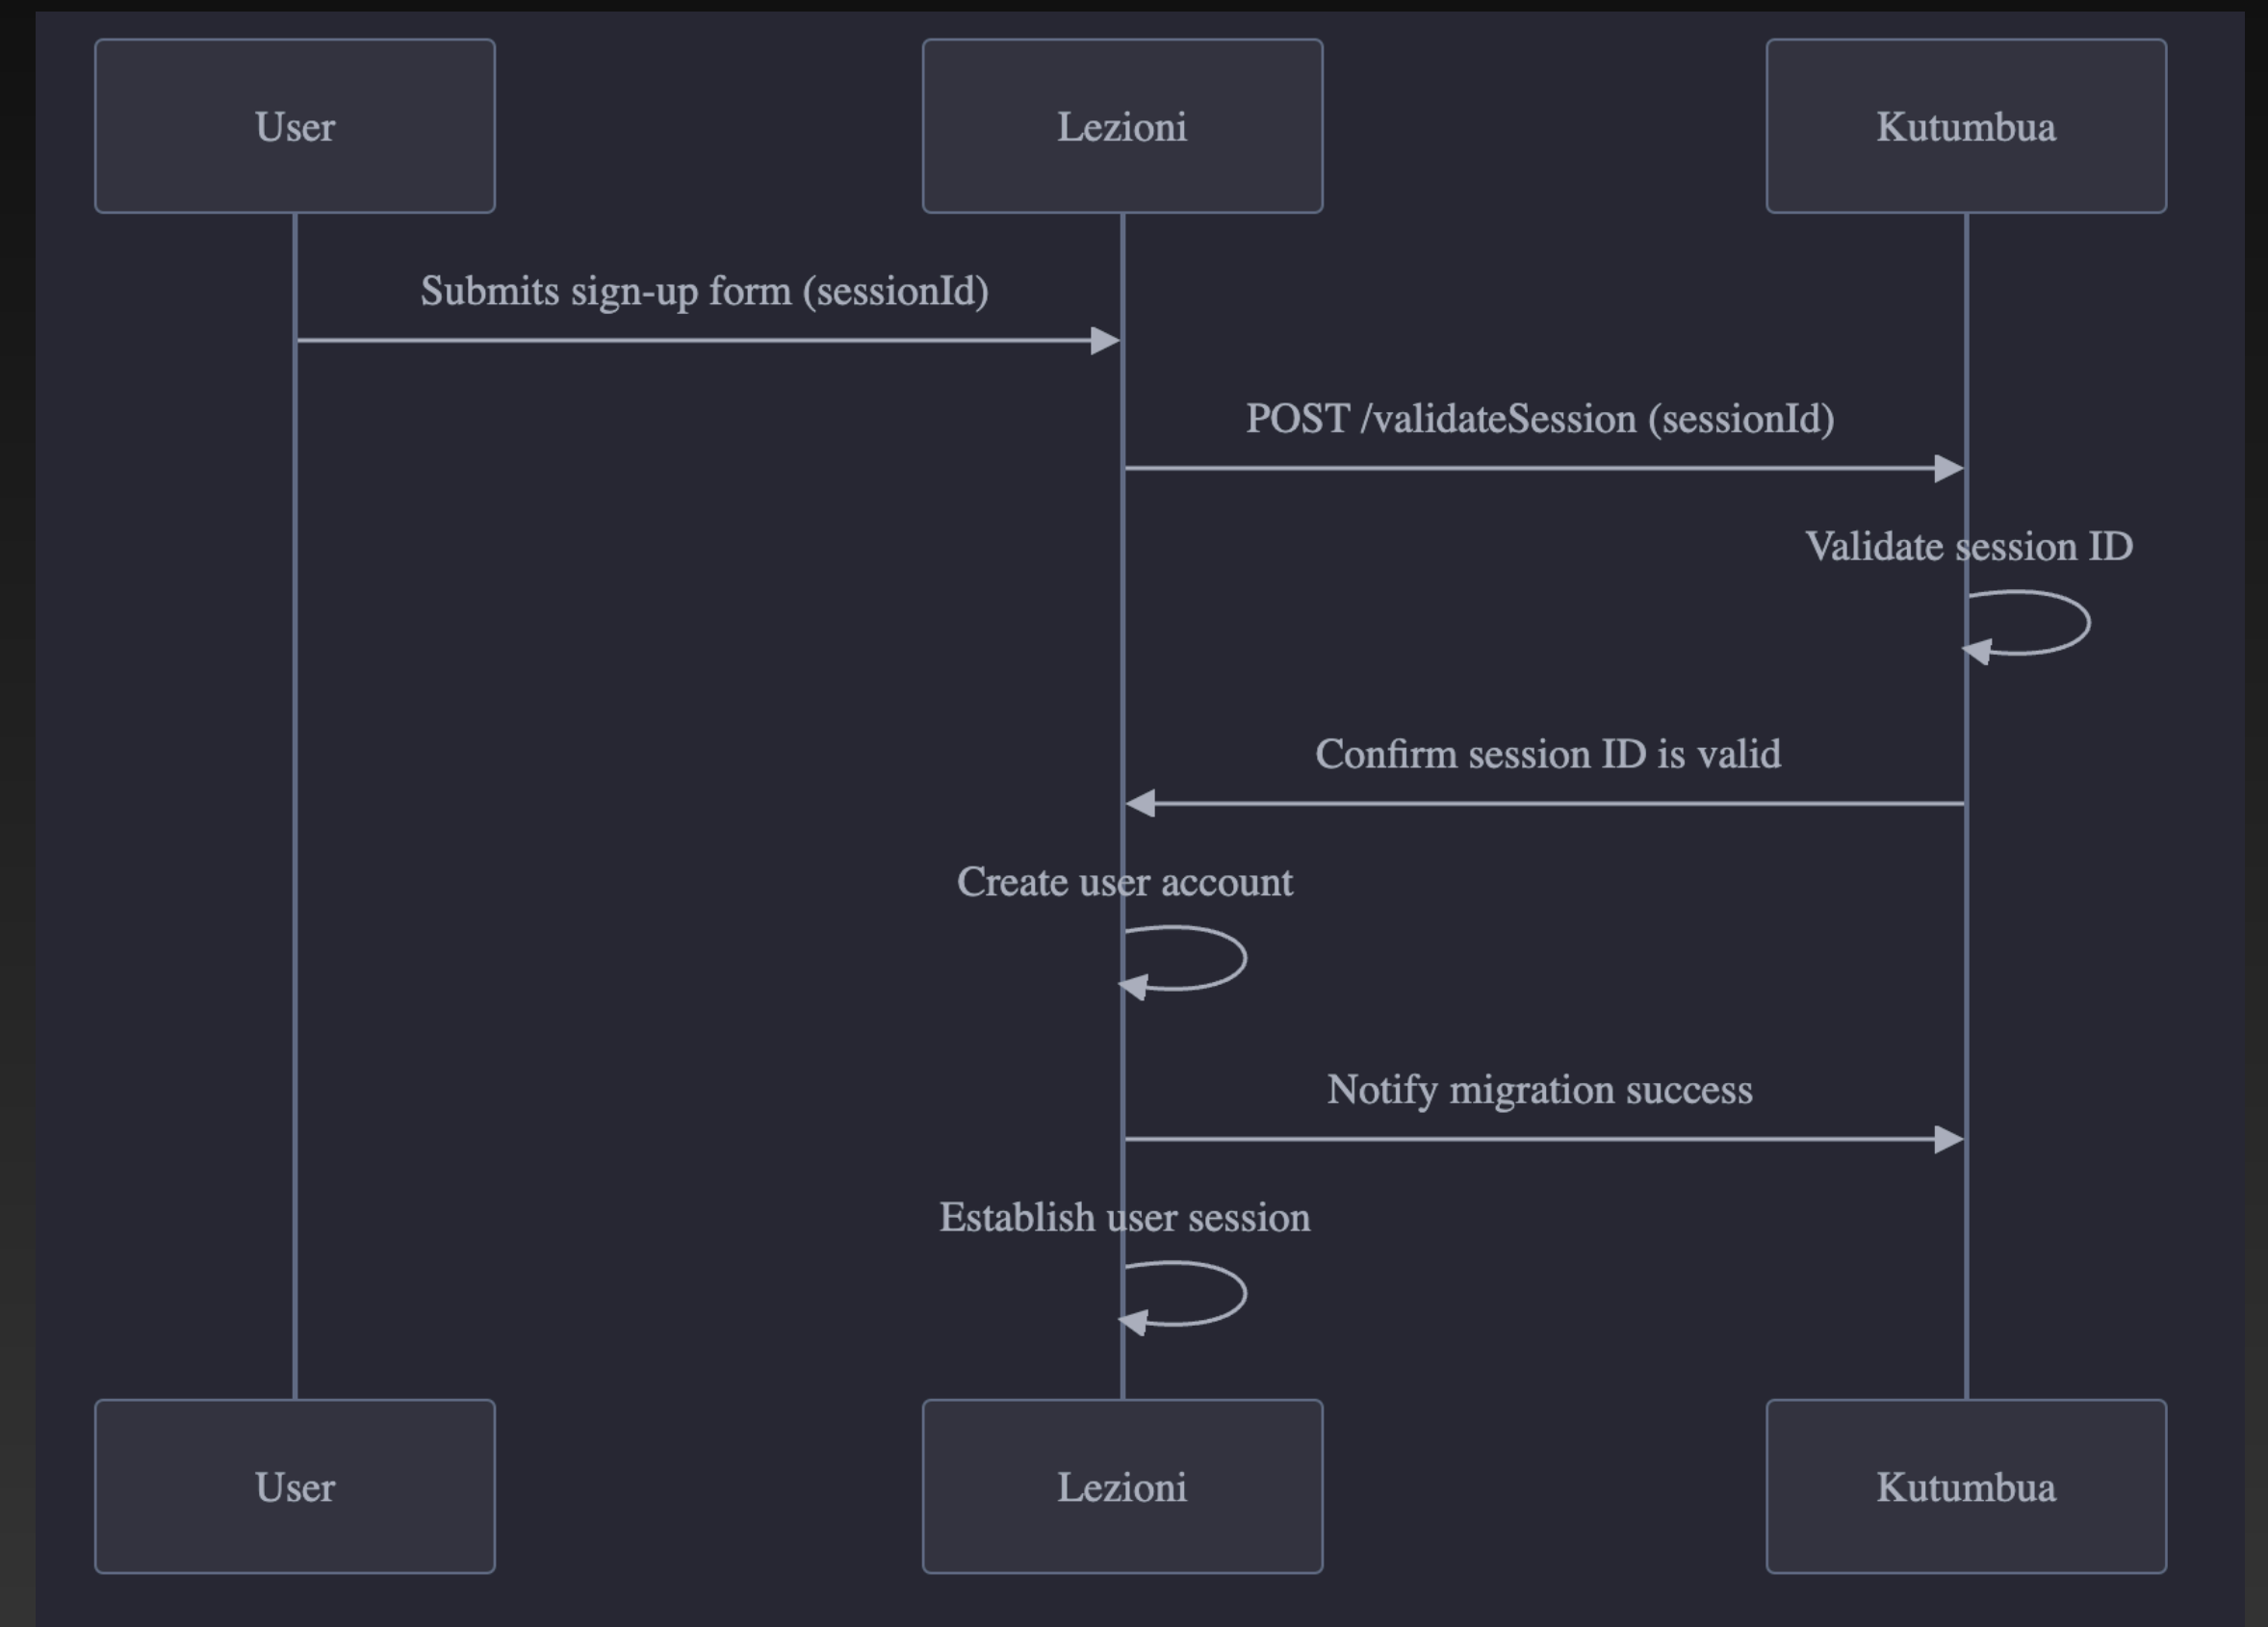 User
Lezioni
Kutumbua
Submits sign-up form (sessionId)
POST /validateSession (sessionId)
Validate session ID
Confirm session ID is valid
Create user account
Notify migration success
Establish user session
User
Lezioni
Kutumbua